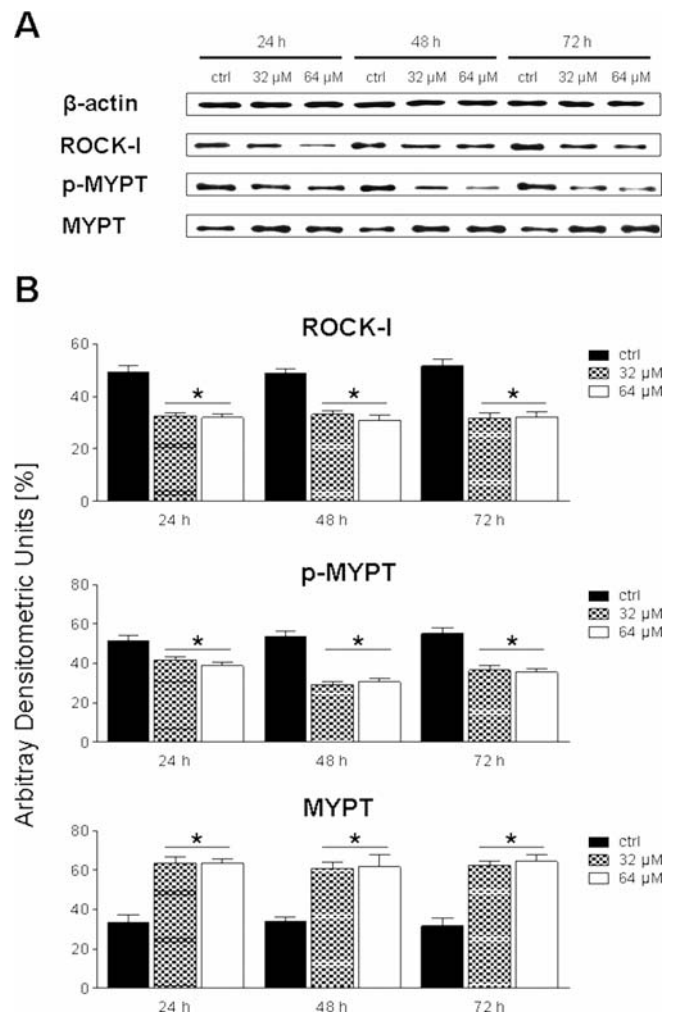 A
24 h 48 h 72 h
ctrl 32 µM 64 µM ctrl 32 µM 64 µM ctrl 32 µM 64 µM
β-actin
ROCK-I
p-MYPT
MYPT
B
Arbitray Densitometric Units [%]
ROCK-I
60
40
20
0
* * *
24 h 48 h 72 h
ctrl
32 µM
64 µM
p-MYPT
80
60
40
20
0
* * *
24 h 48 h 72 h
ctrl
32 µM
64 µM
MYPT
80
60
40
20
0
* * *
24 h 48 h 72 h
ctrl
32 µM
64 µM